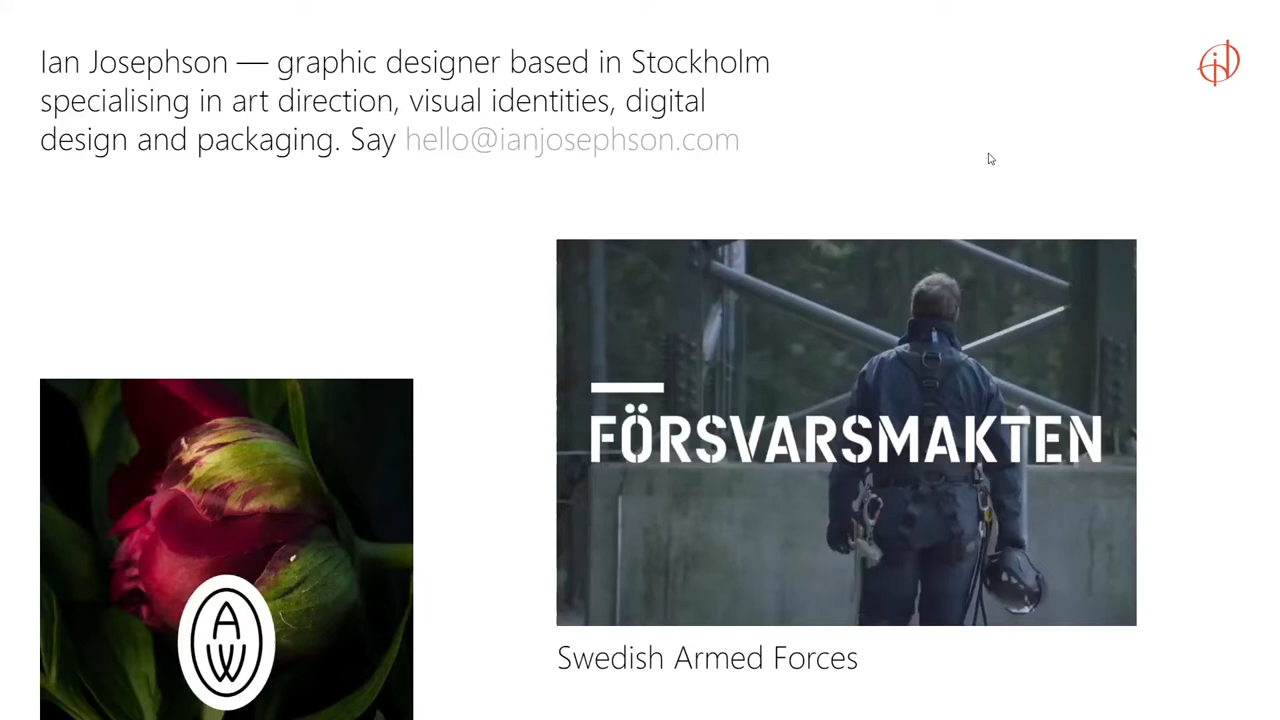 Ian Josephson — graphic designer based in Stockholm
specialising in art direction, visual identities, digital
design and packaging. Say hello@ianjosephson.com
FÖRSVARSMAKTEN
Swedish Armed Forces
A
W